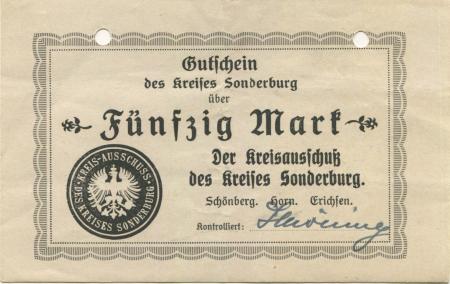 Gutschein
des Kreises Sonderburg
über
Fünfzig Mark
Der Kreisausschuß
des Kreises Sonderburg.
Schönberg. Horn. Erichsen.
Kontrolliert:
KREIS-AUSSCHUSS-
DES-KREISES SONDERBURG